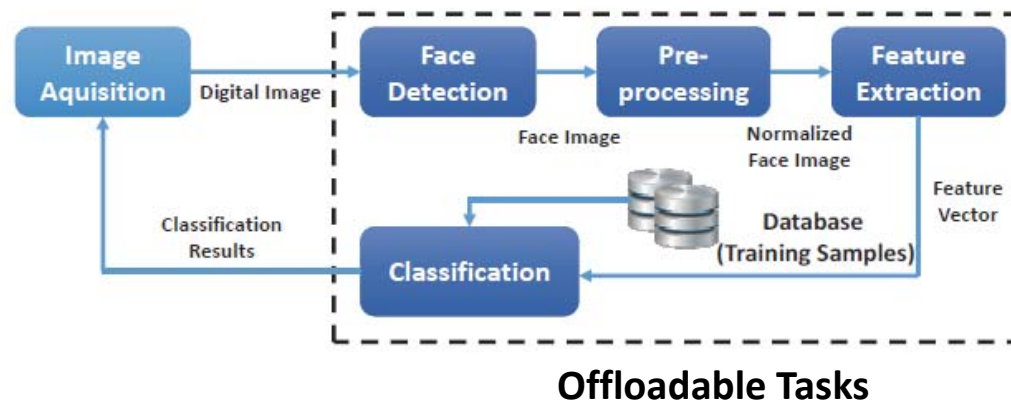 Image
Aquisition
Digital Image
Face
Detection
Face Image
Pre-
processing
Normalized
Face Image
Feature
Extraction
Feature
Vector
Database
(Training Samples)
Classification
Classification
Results
Offloadable Tasks